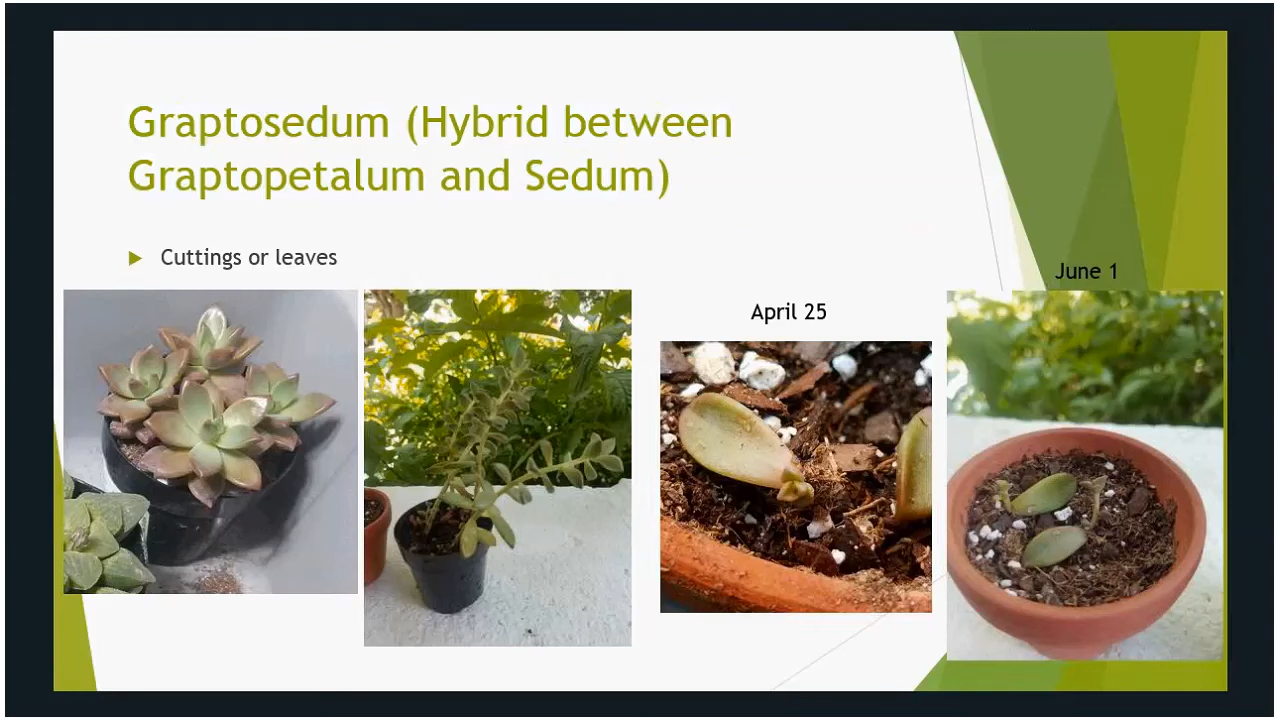 Graptosedum (Hybrid between
Graptopetalum and Sedum)
Cuttings or leaves
April 25
June 1